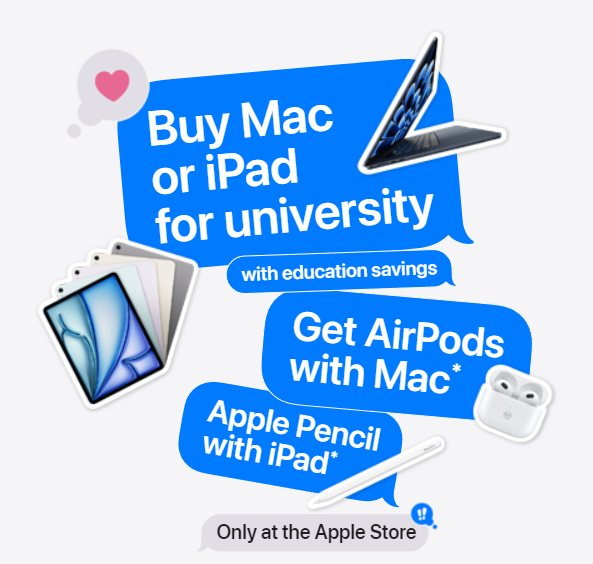 Buy Mac
or iPad
for university
with education savings
Get AirPods
with Mac*
Apple Pencil
with iPad*
Only at the Apple Store